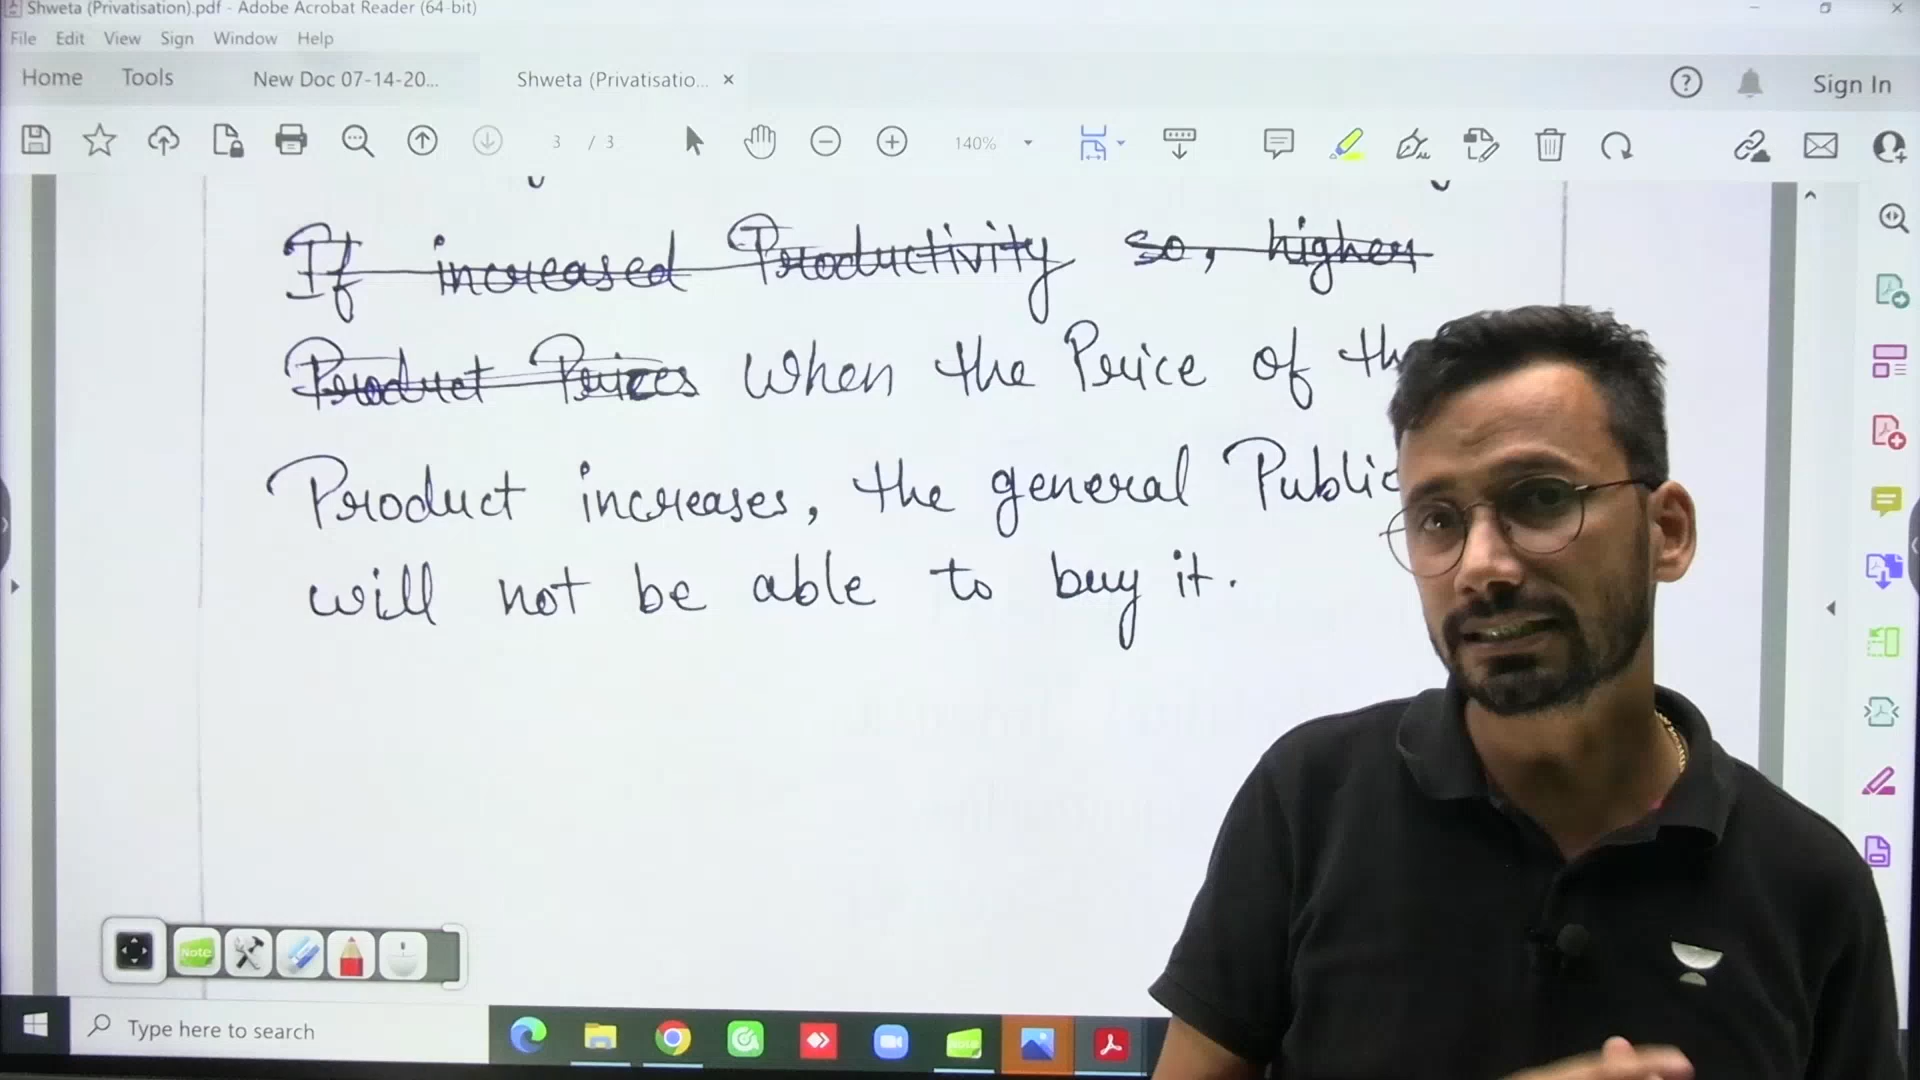 Shweta (Privatisation).pdf - Adobe Acrobat Reader (64-bit)
File Edit View Sign Window Help
Home Tools New Doc 07-14-20... Shweta (Privatisatio... ×
Sign In
3 / 3 140%
If increased Productivity so, higher
Product Prices When the Price of th
Product increases, the general Public
will not be able to buy it.
Note
Type here to search
Note